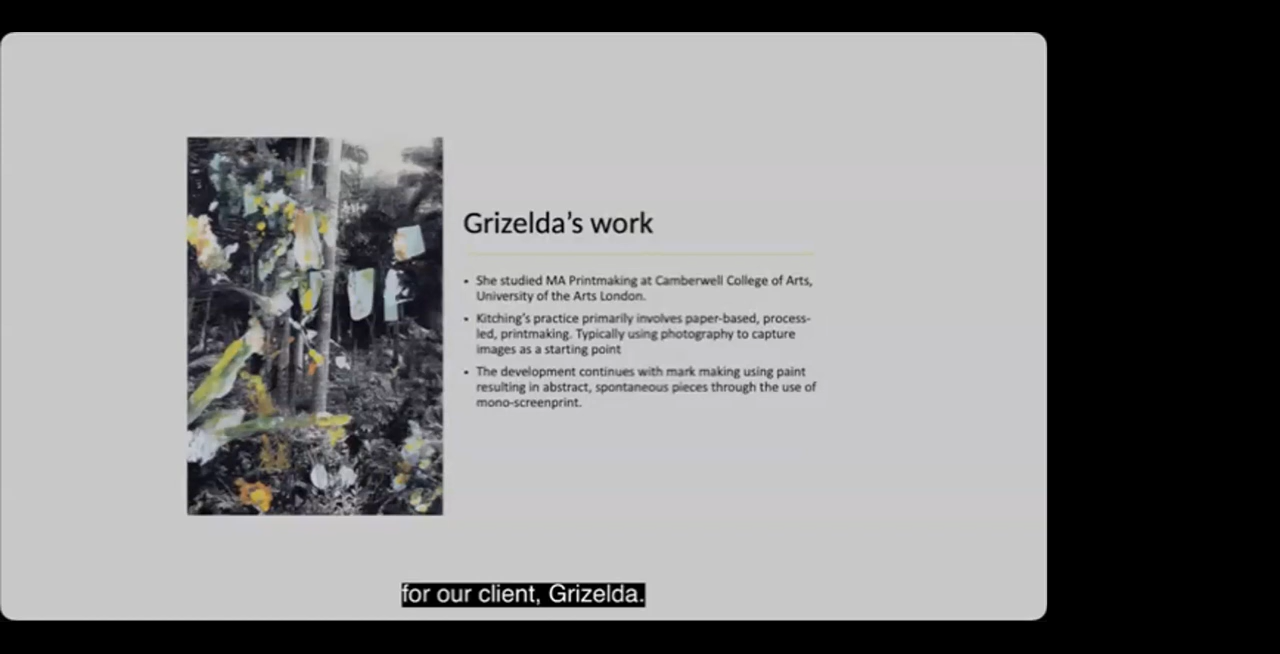 Grizelda’s work
• She studied MA Printmaking at Camberwell College of Arts,
University of the Arts London.
• Kitching’s practice primarily involves paper-based, process-
led, printmaking. Typically using photography to capture
images as a starting point
• The development continues with mark making using paint
resulting in abstract, spontaneous pieces through the use of
mono-screenprint.
for our client, Grizelda.